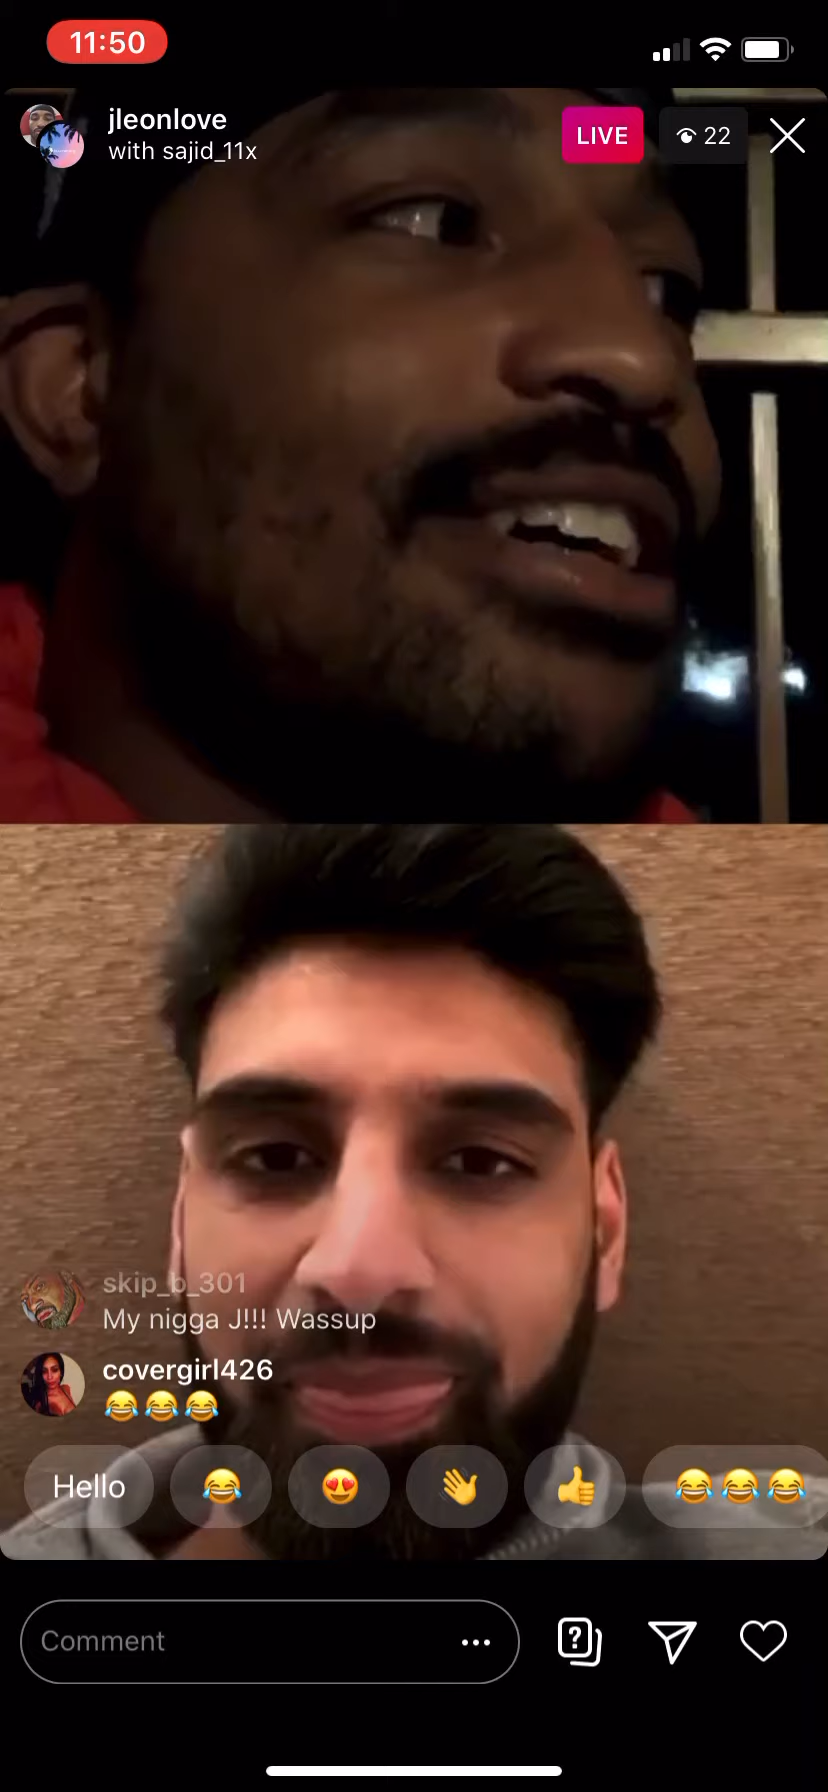 11:50
jleonlove
with sajid_11x
LIVE
22
skip_b_301
My nigga J!!! Wassup
covergirl426
😂😂😂
Hello
😂
😍
👋
👍
😂😂😂
Comment